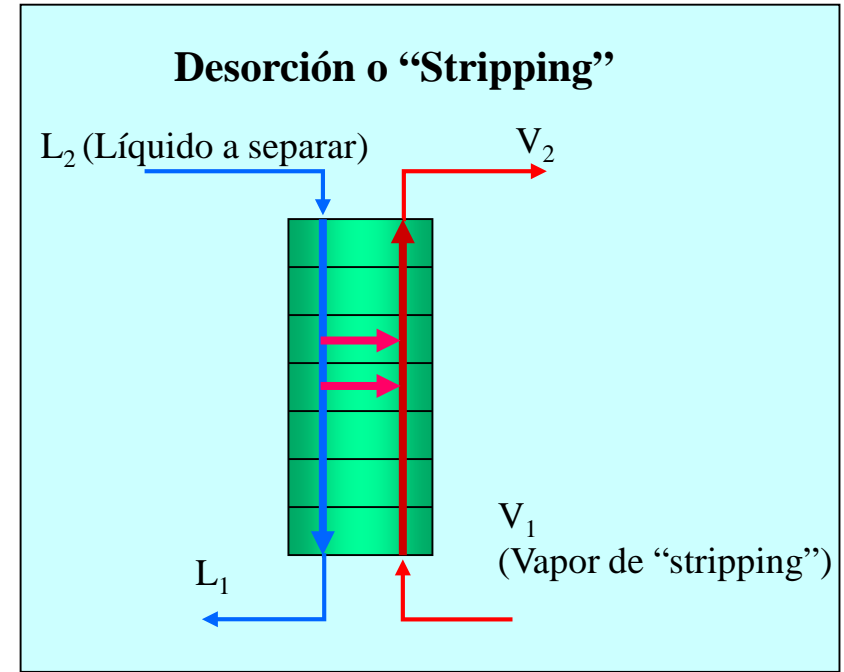 Desorción o “Stripping”
L₂ (Líquido a separar)
V₂
V₁
(Vapor de “stripping”)
L₁